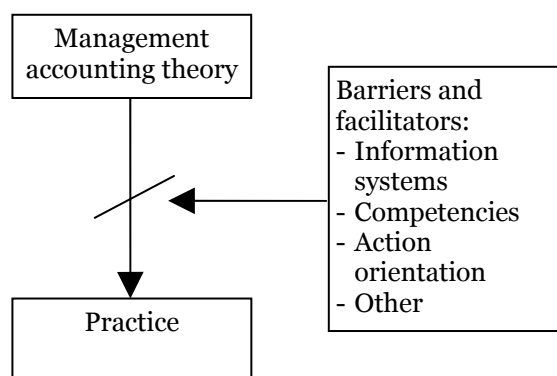 Management
accounting theory
Barriers and
facilitators:
- Information
systems
- Competencies
- Action
orientation
- Other
Practice